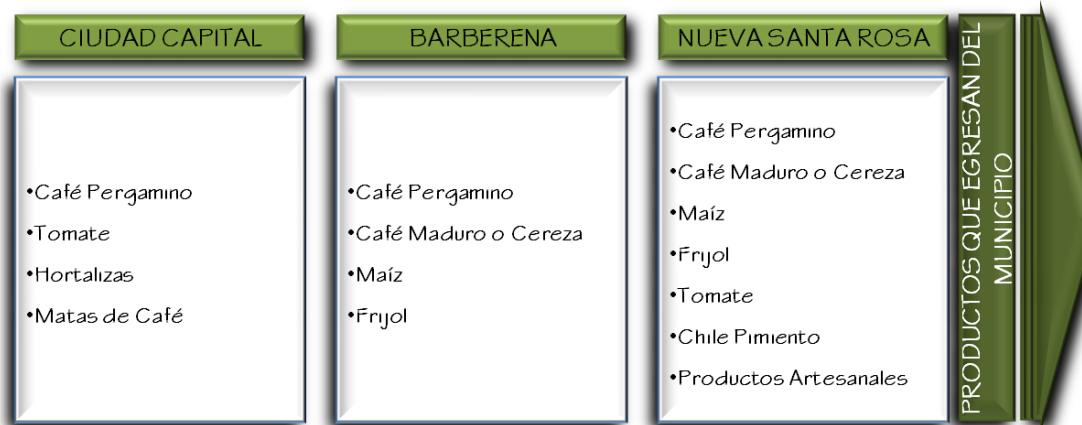 CIUDAD CAPITAL
•Café Pergamino
•Tomate
•Hortalizas
•Matas de Café
BARBERENA
•Café Pergamino
•Café Maduro o Cereza
•Maíz
•Frijol
NUEVA SANTA ROSA
•Café Pergamino
•Café Maduro o Cereza
•Maíz
•Frijol
•Tomate
•Chile Pimiento
•Productos Artesanales
PRODUCTOS QUE EGRESAN DEL
MUNICIPIO